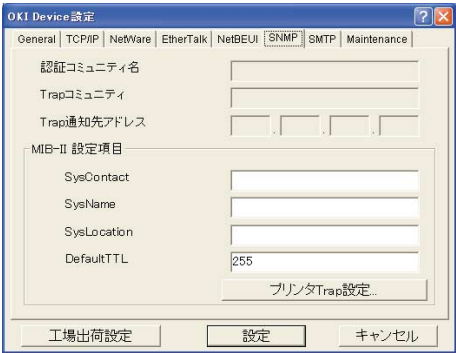 OKI Device設定
General TCP/IP NetWare EtherTalk NetBEUI SNMP SMTP Maintenance
認証コミュニティ名
Trapコミュニティ
Trap通知先アドレス
. . .
MIB-II 設定項目
SysContact
SysName
SysLocation
DefaultTTL 255
プリンタTrap設定...
工場出荷設定 設定 キャンセル